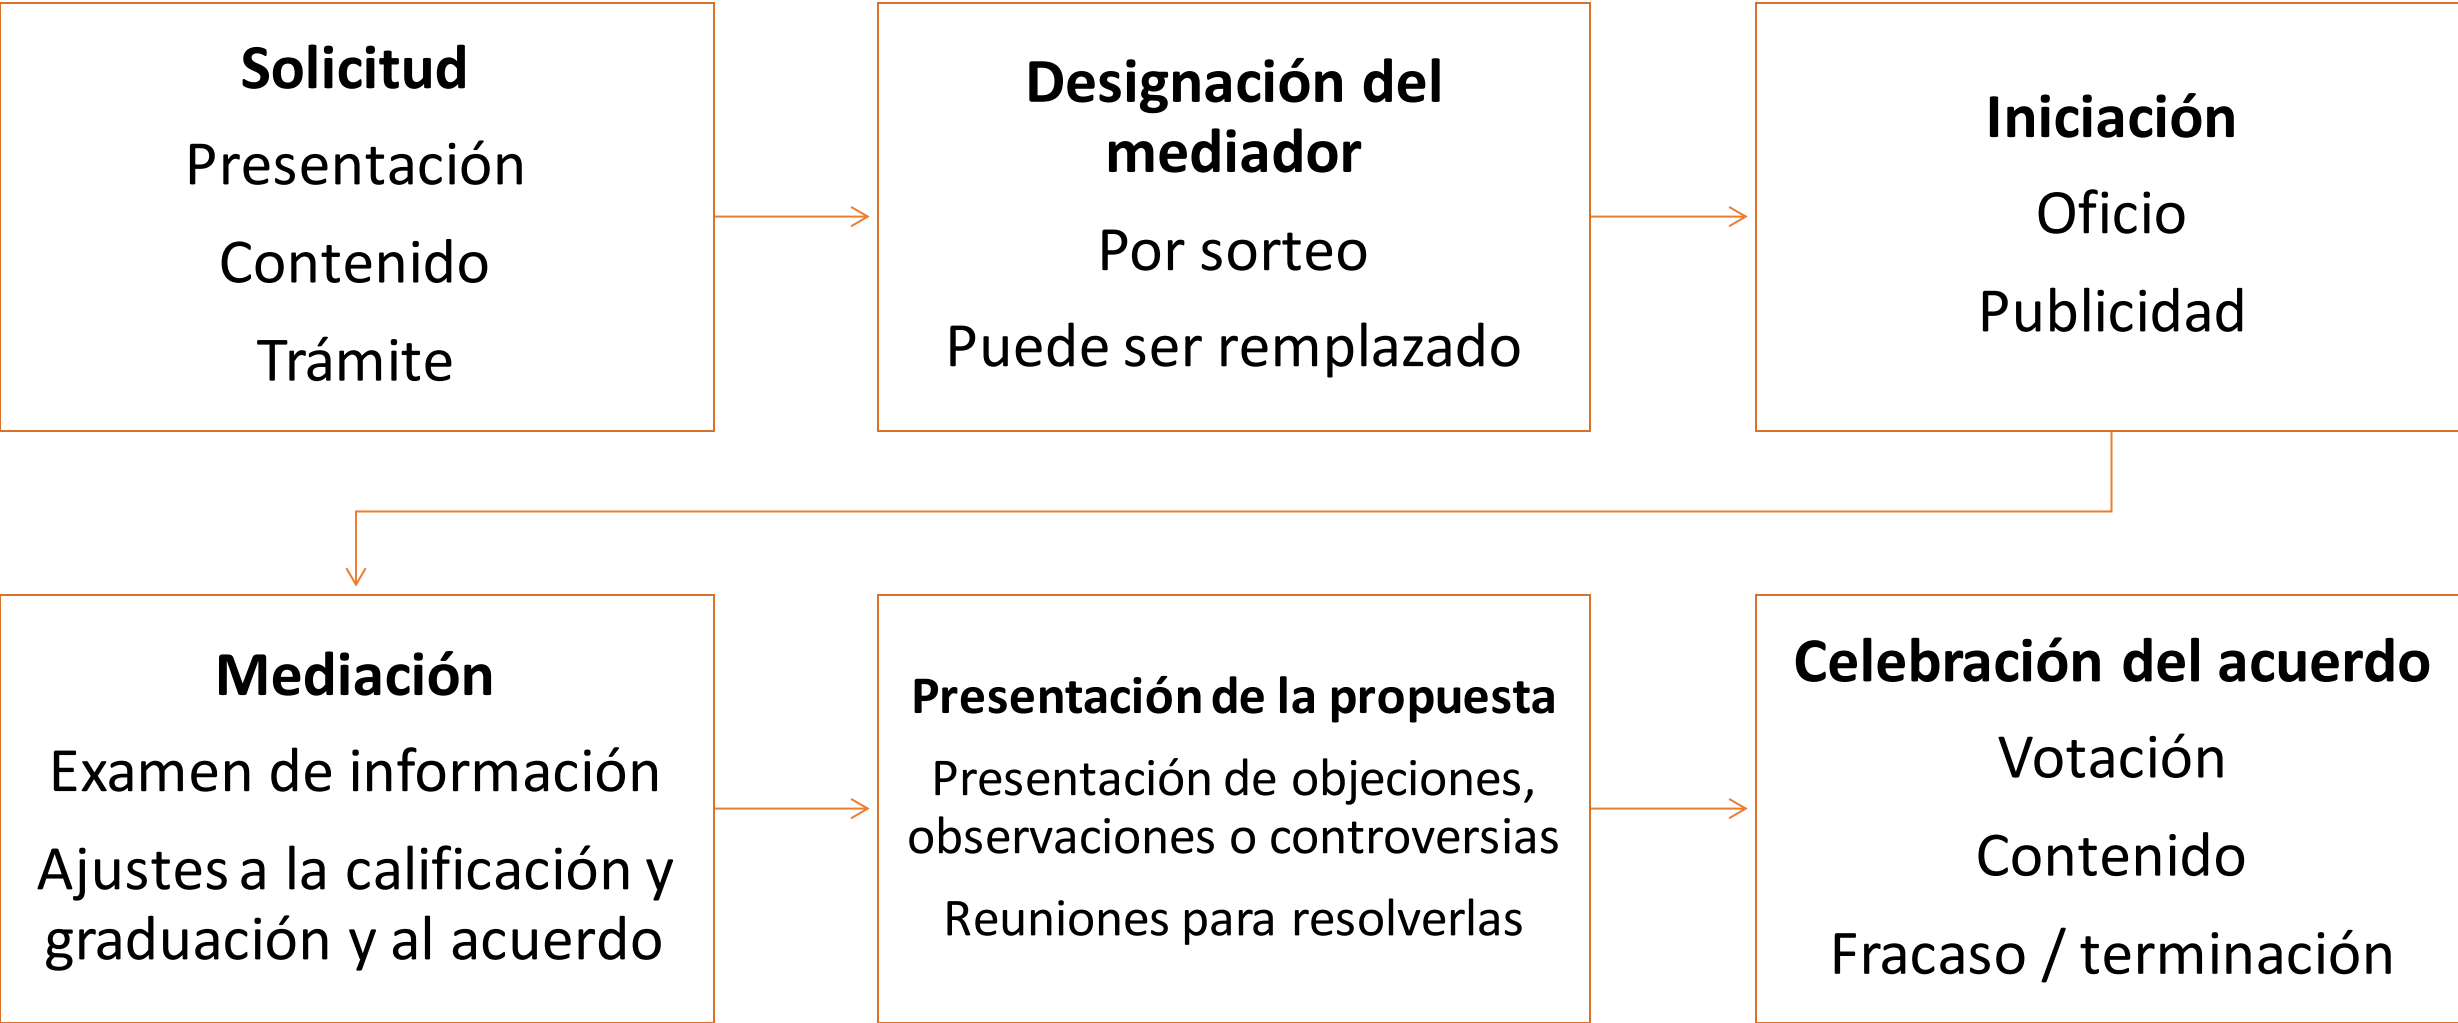 Solicitud
Presentación
Contenido
Trámite
Designación del
mediador
Por sorteo
Puede ser remplazado
Iniciación
Oficio
Publicidad
Mediación
Examen de información
Ajustes a la calificación y
graduación y al acuerdo
Presentación de la propuesta
Presentación de objeciones,
observaciones o controversias
Reuniones para resolverlas
Celebración del acuerdo
Votación
Contenido
Fracaso / terminación